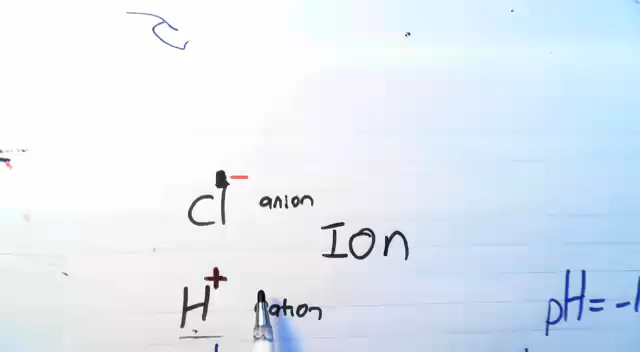 Cl⁻ anion
Ion
H⁺ cation
pH = -l